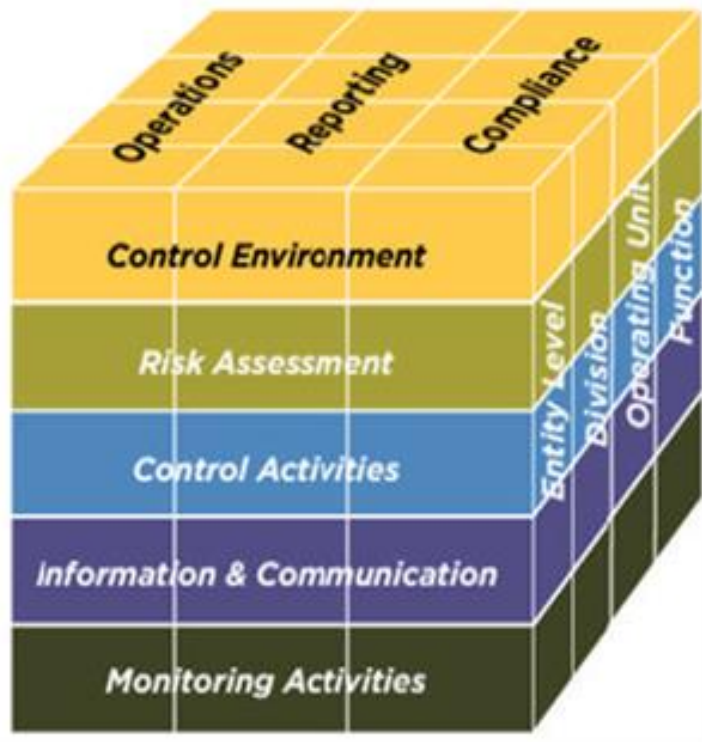 Operations
Reporting
Compliance
Control Environment
Risk Assessment
Control Activities
Information & Communication
Monitoring Activities
Entity Level
Division
Operating Unit
Function